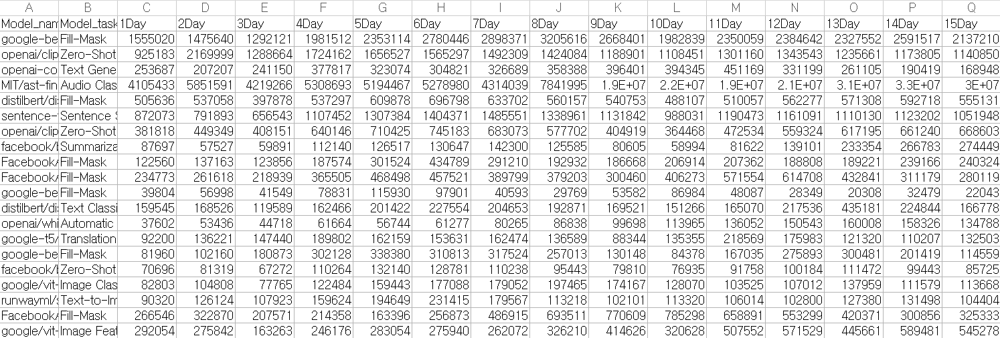 A B C D E F G H I J K L M N O P Q
Model_nam Model_task 1Day 2Day 3Day 4Day 5Day 6Day 7Day 8Day 9Day 10Day 11Day 12Day 13Day 14Day 15Day
google-be Fill-Mask 1555020 1475640 1292121 1981512 2353114 2780446 2898371 3205616 2668401 1982839 2350059 2384642 2327552 2591517 2137210
openai/clip Zero-Shot 925183 2169999 1288664 1724162 1656527 1565297 1492309 1424084 1188901 1108451 1301160 1343543 1235661 1173805 1140850
openai-co Text Gene 253687 207207 241150 377817 323074 304821 326689 358388 396401 394345 451169 331199 261105 190419 168948
MIT/ast-fin Audio Clas 4105433 5851591 4219266 5308693 5194467 5278980 4314039 7841995 1.9E+07 2.2E+07 1.9E+07 2.1E+07 3.1E+07 3.3E+07 3E+07
distilbert/di Fill-Mask 505636 537058 397878 537297 609878 696798 633702 560157 540753 488107 510057 562277 571308 592718 555131
sentence- Sentence S 872073 791893 656543 1107452 1307384 1404371 1485551 1338961 1131842 988031 1190473 1161091 1110130 1123202 1051948
openai/clip Zero-Shot 381818 449349 408151 640146 710425 745183 683073 577702 404919 364468 472534 559324 617195 661240 668603
facebook/b Summariza 87697 57527 59891 112140 126517 130647 142300 125585 80605 58994 81622 139101 233354 266783 274449
Facebook/ Fill-Mask 122560 137163 123856 187574 301524 434789 291210 192932 186668 206914 207362 188808 189221 239166 240324
Facebook/ Fill-Mask 234773 261618 218939 365505 468498 457521 389799 379203 300460 406273 571554 614708 432841 311179 280119
google-be Fill-Mask 39804 56998 41549 78831 115930 97901 40593 29769 53582 86984 48087 28349 20308 32479 22043
distilbert/di Text Classi 159545 168526 119589 162466 201422 227554 204653 192871 169521 151266 165070 217536 435181 224844 166778
openai/whi Automatic 37602 53436 44718 61664 56744 61277 80265 86838 99698 113965 136052 150543 160008 158326 134788
google-t5/ Translation 92200 136221 147440 189802 162159 153631 162474 136589 88344 135355 218569 175983 121320 110207 132503
google-be Fill-Mask 81960 102160 180873 302128 338380 310813 317524 257013 130148 84378 167035 275893 300481 201419 114559
facebook/b Zero-Shot 70696 81319 67272 110264 132140 128781 110238 95443 79810 76935 91758 100184 111472 99443 85725
google/vit- Image Clas 82803 104808 77765 122484 159443 177088 179052 197465 174167 128070 103525 107012 137959 111579 113668
runwayml/s Text-to-Im 90320 126124 107923 159624 194649 231415 179667 113218 102101 113320 106014 102800 127380 131498 104404
Facebook/ Fill-Mask 266546 322870 207571 214358 163396 256873 486915 693511 770609 785298 658891 553299 420371 300856 325333
google/vit- Image Feat 292054 275842 163263 246176 283054 275940 262072 326210 414626 320628 507552 571529 445661 589481 545278